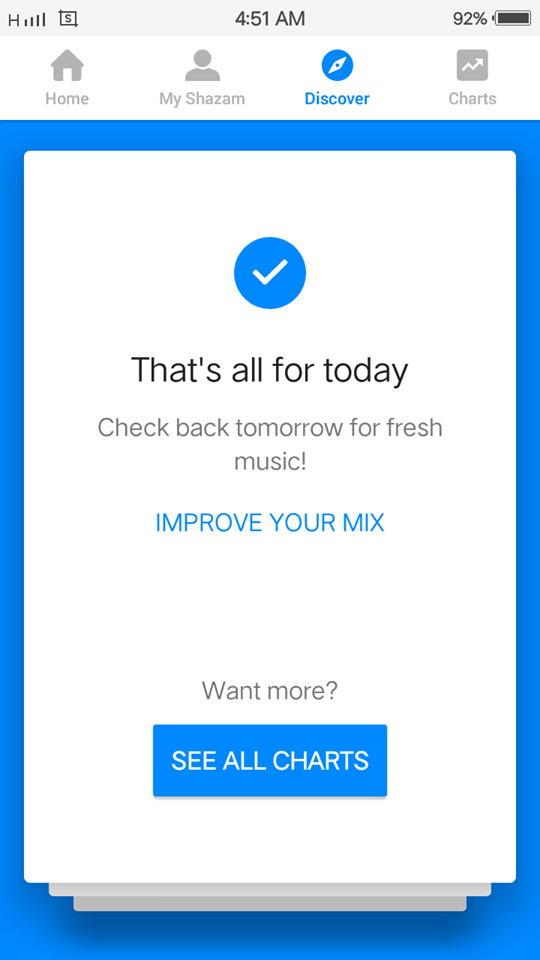 H S 4:51 AM 92%
Home My Shazam Discover Charts
That's all for today
Check back tomorrow for fresh
music!
IMPROVE YOUR MIX
Want more?
SEE ALL CHARTS